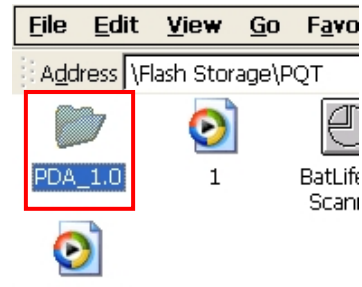 File Edit View Go Favo
Address \Flash Storage\PQT
PDA_1.0 1 BatLife
Scann